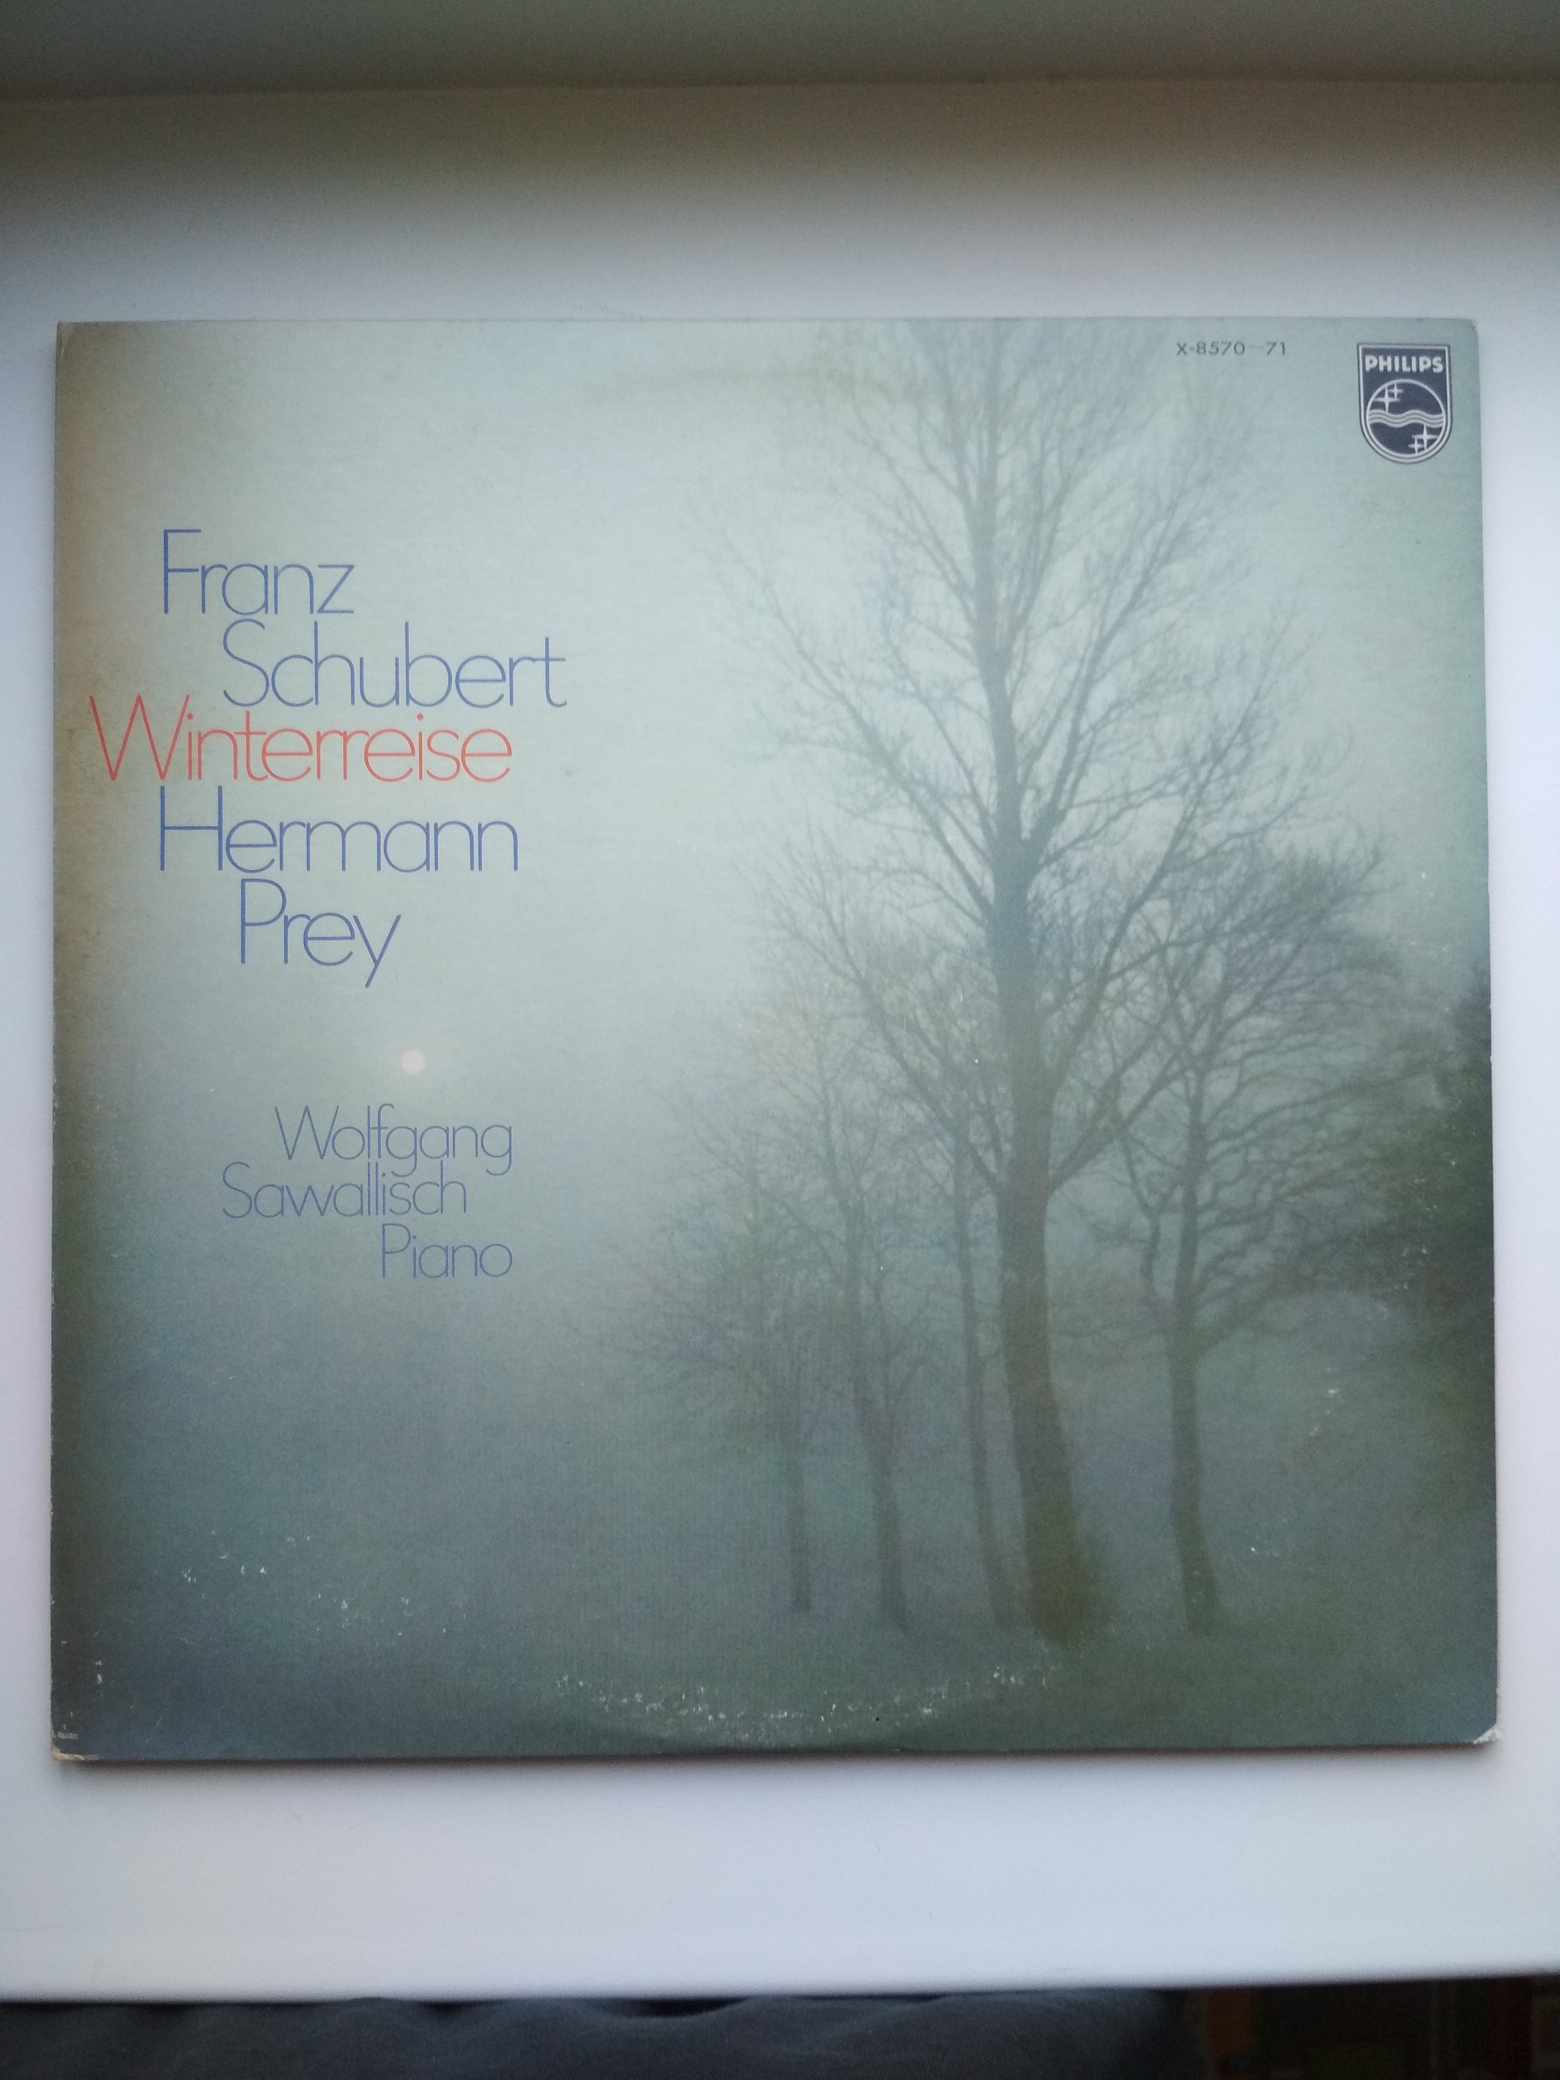 X-8570—71
PHILIPS
Franz
Schubert
Winterreise
Hermann
Prey
Wolfgang
Sawallisch
Piano